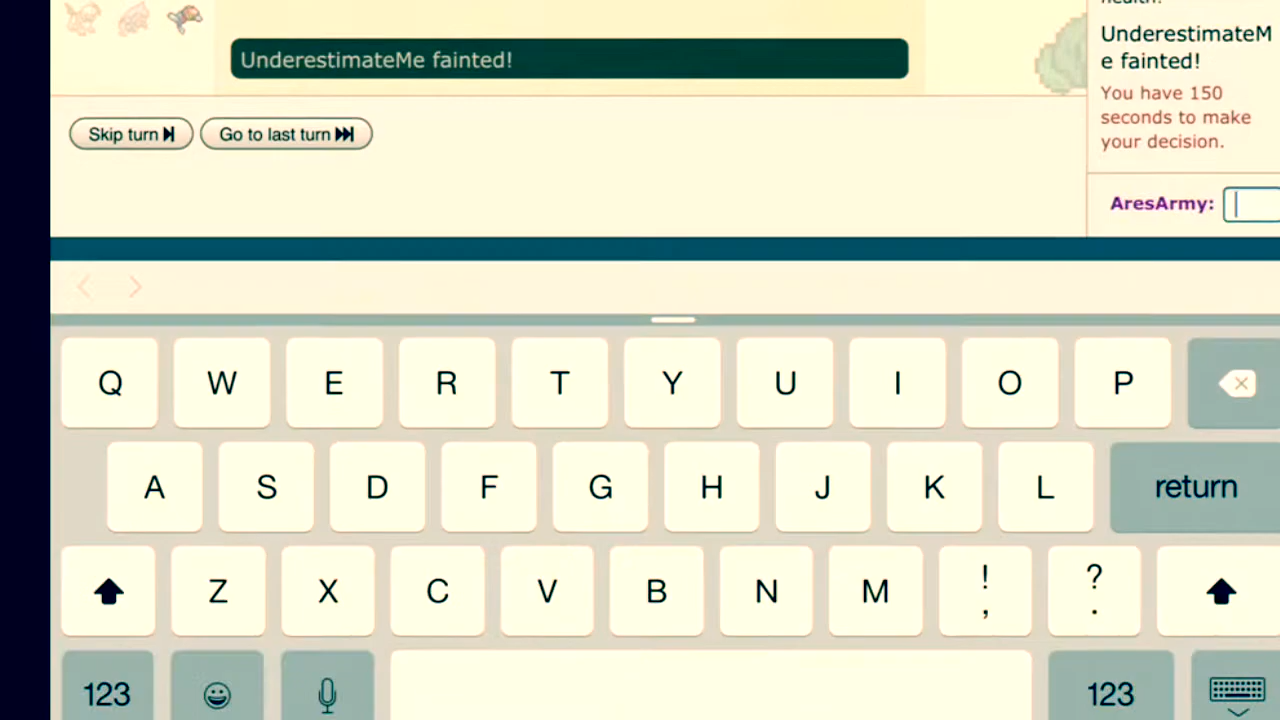 UnderestimateMe fainted!
Skip turn
Go to last turn
UnderestimateM
e fainted!
You have 150
seconds to make
your decision.
AresArmy:
Q W E R T Y U I O P
A S D F G H J K L return
Z X C V B N M ! , ? .
123 123